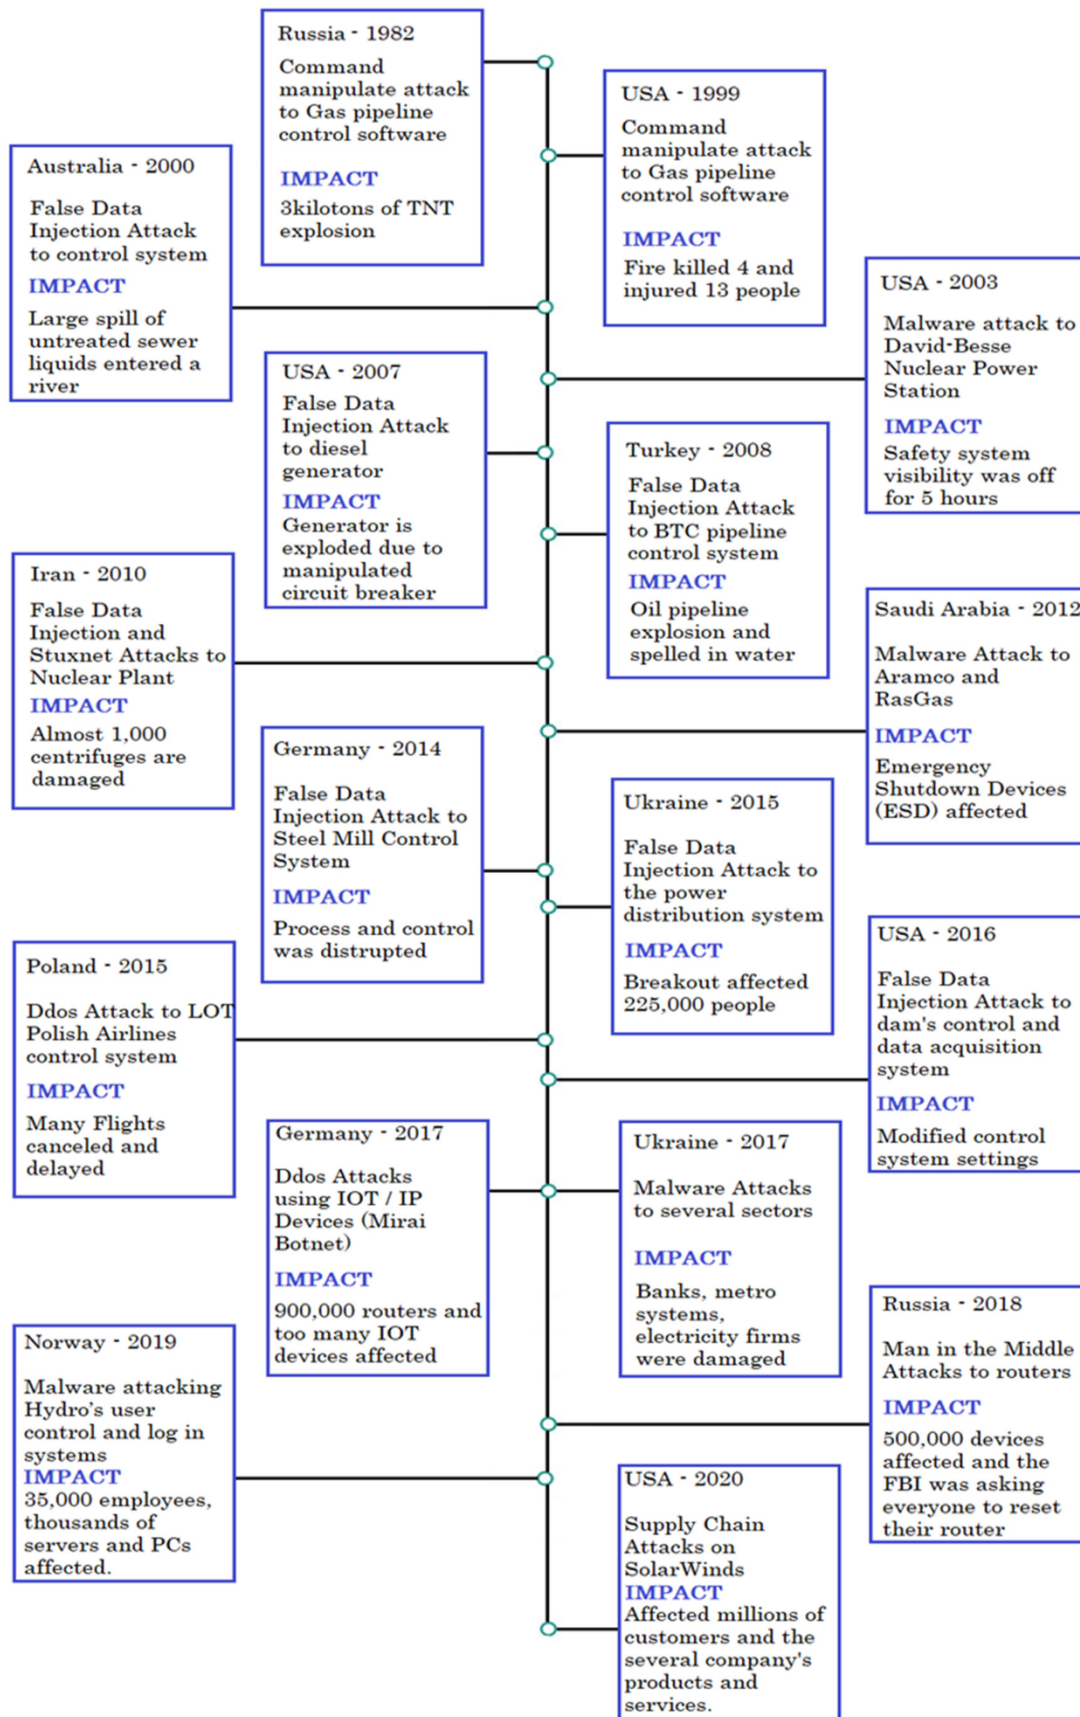 Russia - 1982
Command
manipulate attack
to Gas pipeline
control software
IMPACT
3kilotons of TNT
explosion
USA - 1999
Command
manipulate attack
to Gas pipeline
control software
IMPACT
Fire killed 4 and
injured 13 people
Australia - 2000
False Data
Injection Attack
to control system
IMPACT
Large spill of
untreated sewer
liquids entered a
river
USA - 2003
Malware attack to
David-Besse
Nuclear Power
Station
IMPACT
Safety system
visibility was off
for 5 hours
USA - 2007
False Data
Injection Attack
to diesel
generator
IMPACT
Generator is
exploded due to
manipulated
circuit breaker
Turkey - 2008
False Data
Injection Attack
to BTC pipeline
control system
IMPACT
Oil pipeline
explosion and
spelled in water
Iran - 2010
False Data
Injection and
Stuxnet Attacks to
Nuclear Plant
IMPACT
Almost 1,000
centrifuges are
damaged
Saudi Arabia - 2012
Malware Attack to
Aramco and
RasGas
IMPACT
Emergency
Shutdown Devices
(ESD) affected
Germany - 2014
False Data
Injection Attack to
Steel Mill Control
System
IMPACT
Process and control
was distrupted
Ukraine - 2015
False Data
Injection Attack to
the power
distribution system
IMPACT
Breakout affected
225,000 people
Poland - 2015
Ddos Attack to LOT
Polish Airlines
control system
IMPACT
Many Flights
canceled and
delayed
USA - 2016
False Data
Injection Attack to
dam's control and
data acquisition
system
IMPACT
Modified control
system settings
Germany - 2017
Ddos Attacks
using IOT / IP
Devices (Mirai
Botnet)
IMPACT
900,000 routers and
too many IOT
devices affected
Ukraine - 2017
Malware Attacks
to several sectors
IMPACT
Banks, metro
systems,
electricity firms
were damaged
Russia - 2018
Man in the Middle
Attacks to routers
IMPACT
500,000 devices
affected and the
FBI was asking
everyone to reset
their router
Norway - 2019
Malware attacking
Hydro's user
control and log in
systems
IMPACT
35,000 employees,
thousands of
servers and PCs
affected.
USA - 2020
Supply Chain
Attacks on
SolarWinds
IMPACT
Affected millions of
customers and the
several company's
products and
services.